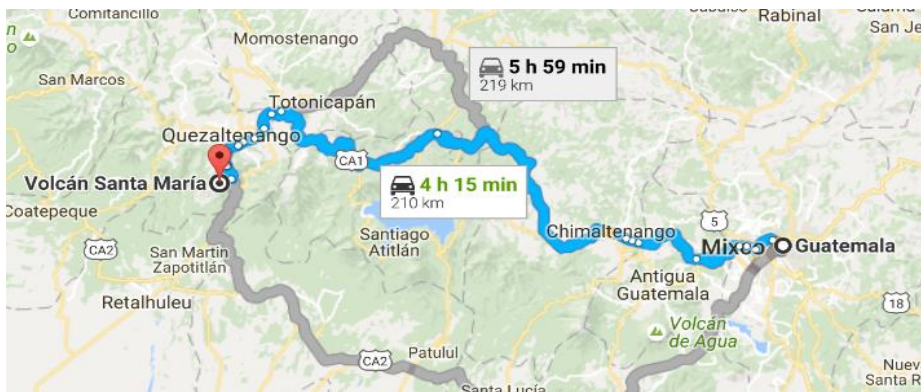 Comitancillo
Rabinal
San Je
Momostenango
5 h 59 min
219 km
San Marcos
Totonicapán
Quezaltenango
CA1
Volcán Santa María
4 h 15 min
210 km
Coatepeque
5
Chimaltenango
Mixco
Guatemala
CA2
San Martin
Zapotitlán
Santiago
Atitlán
Antigua
Guatemala
Retalhuleu
18
Volcán
de Agua
CA2
Patulul
Nuev
Santa R
Santa Lucía